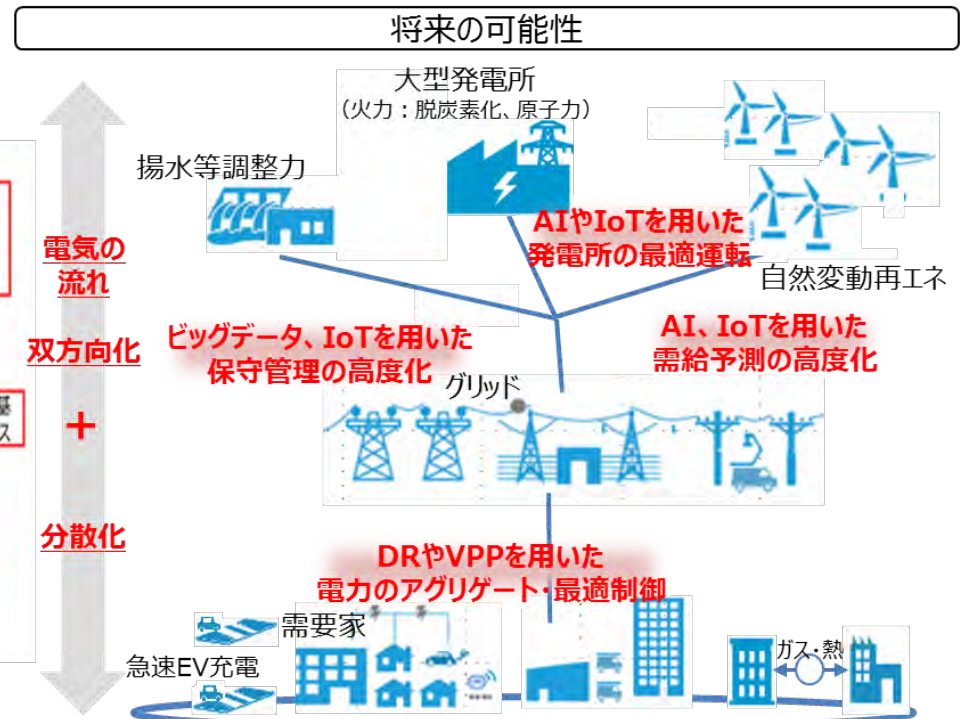 将来の可能性
大型発電所
（火力：脱炭素化、原子力）
揚水等調整力
AIやIoTを用いた
発電所の最適運転
電気の
流れ
自然変動再エネ
双方向化
ビッグデータ、IoTを用いた
保守管理の高度化
AI、IoTを用いた
需給予測の高度化
グリッド
基
ス
＋
分散化
DRやVPPを用いた
電力のアグリゲート・最適制御
需要家
急速EV充電
ガス・熱